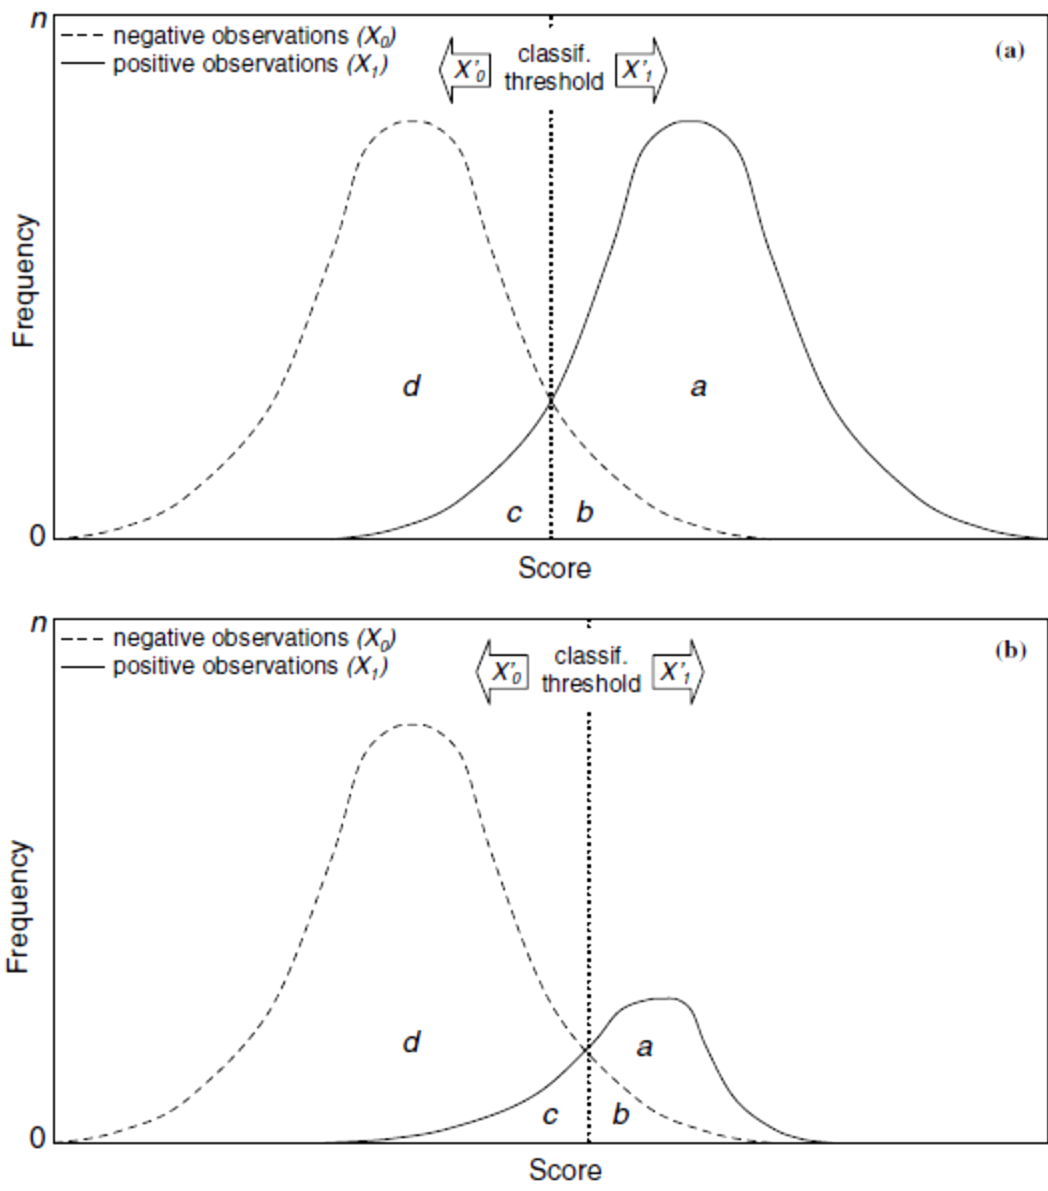 n
negative observations (X0)
positive observations (X1)
classif.
threshold
X'0
X'1
(a)
Frequency
d
a
c
b
0
Score
n
negative observations (X0)
positive observations (X1)
classif.
threshold
X'0
X'1
(b)
Frequency
d
a
c
b
0
Score